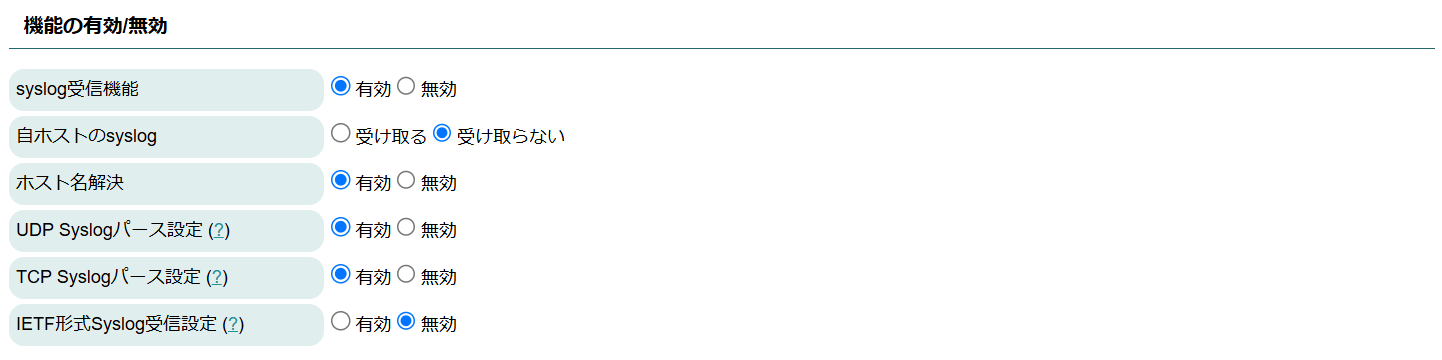 機能の有効/無効
syslog受信機能 有効 無効
自ホストのsyslog 受け取る 受け取らない
ホスト名解決 有効 無効
UDP Syslogパース設定 (?) 有効 無効
TCP Syslogパース設定 (?) 有効 無効
IETF形式Syslog受信設定 (?) 有効 無効